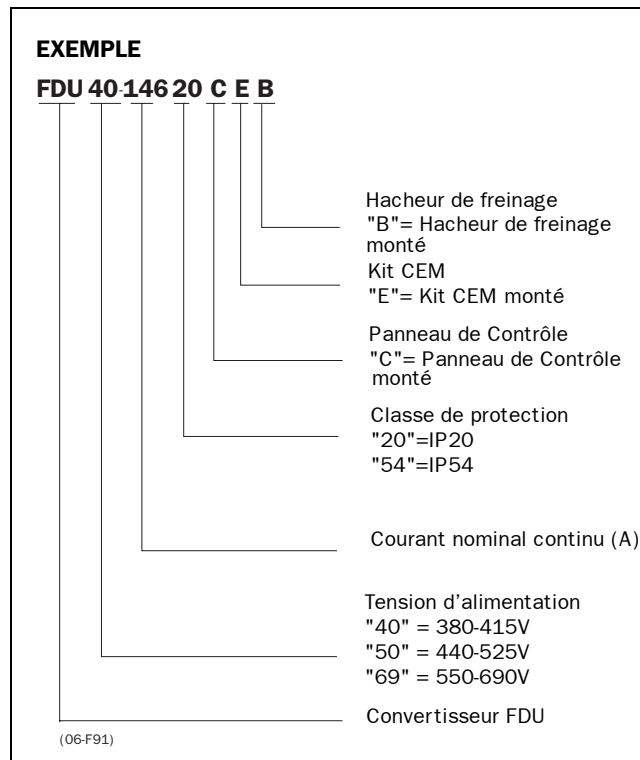 EXEMPLE
FDU 40-146 20 C E B
Hacheur de freinage
"B"= Hacheur de freinage
monté
Kit CEM
"E"= Kit CEM monté
Panneau de Contrôle
"C"= Panneau de Contrôle
monté
Classe de protection
"20"=IP20
"54"=IP54
Courant nominal continu (A)
Tension d'alimentation
"40" = 380-415V
"50" = 440-525V
"69" = 550-690V
Convertisseur FDU
(06-F91)